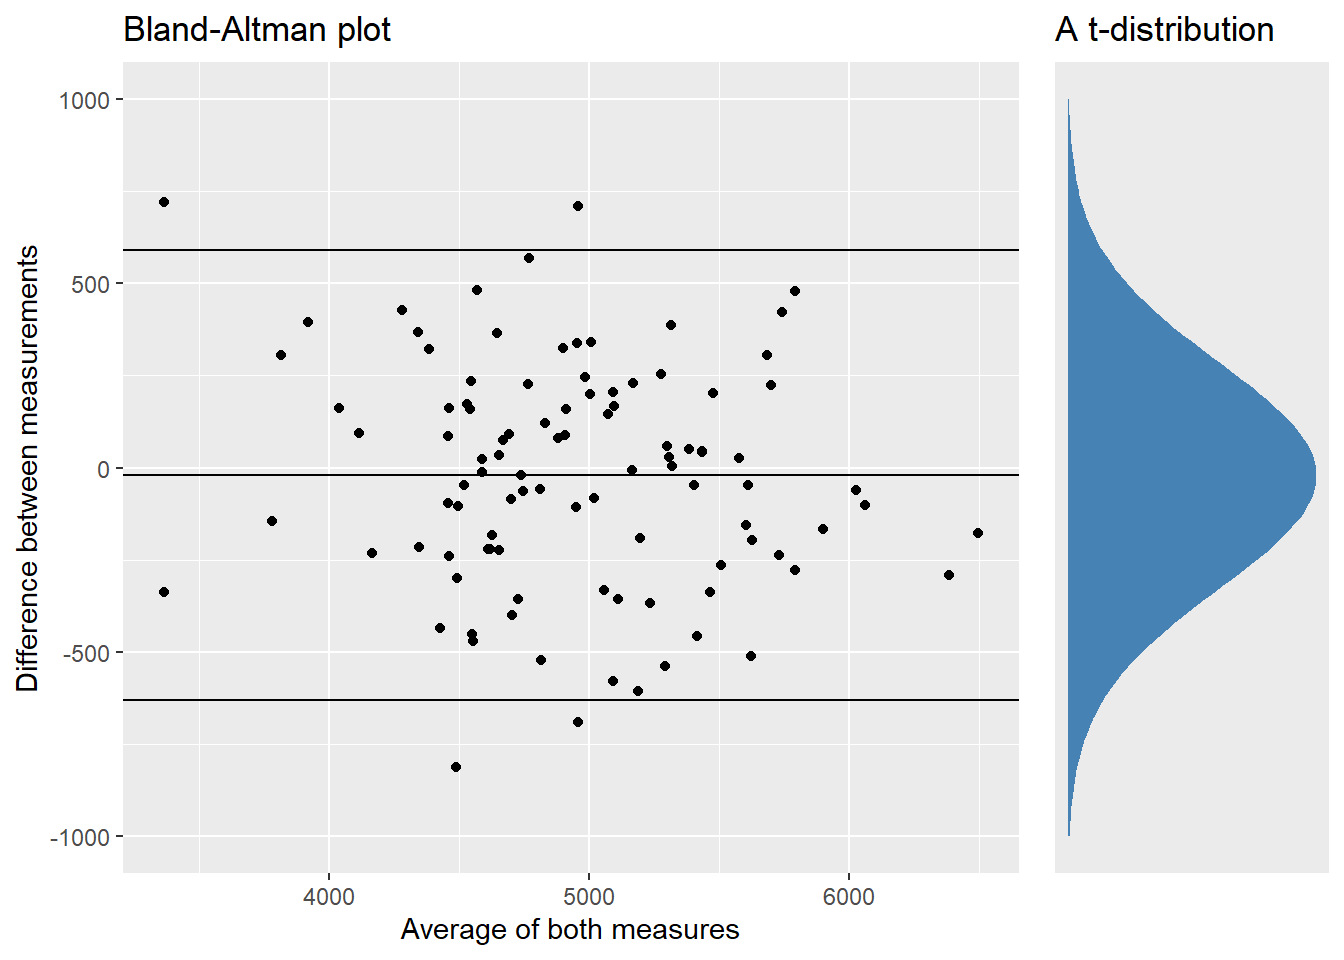 Bland-Altman plot
A t-distribution
Difference between measurements
1000
500
0
-500
-1000
4000 5000 6000
Average of both measures